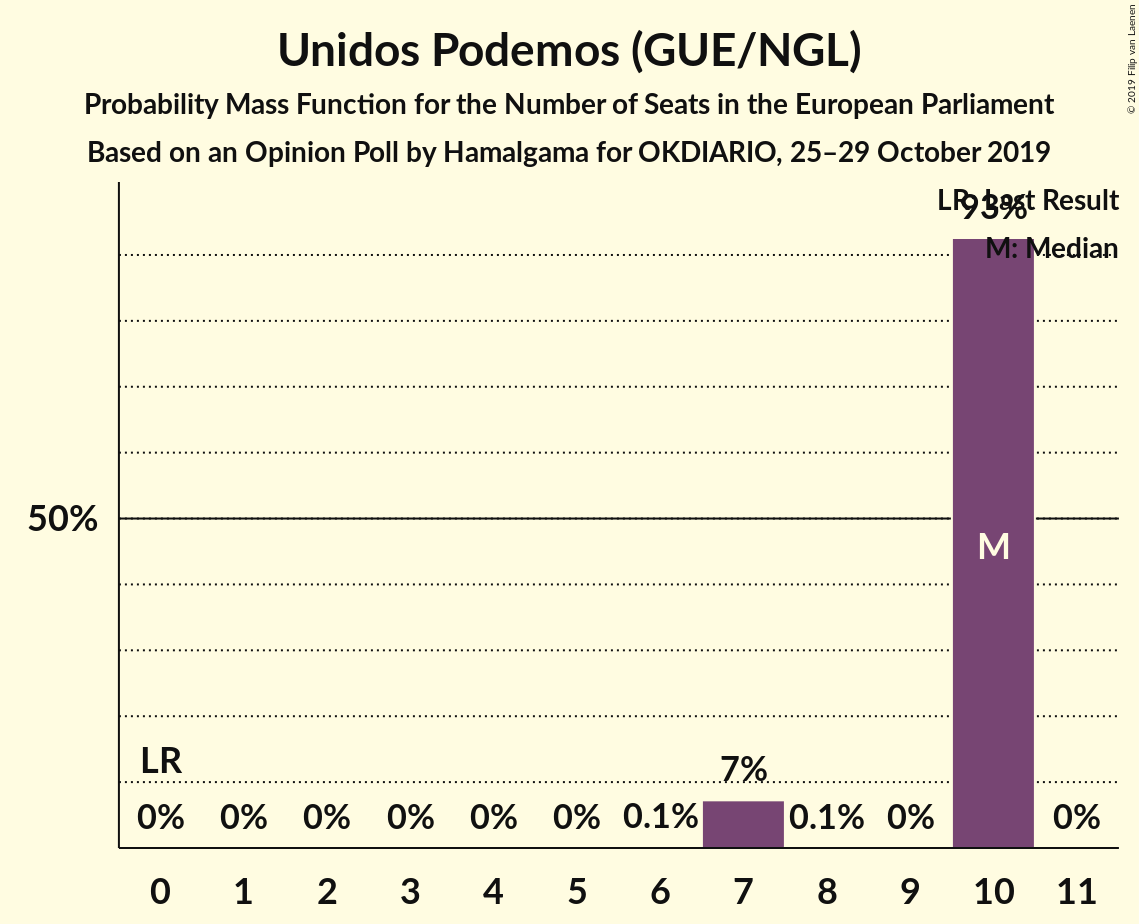 Unidos Podemos (GUE/NGL)
Probability Mass Function for the Number of Seats in the European Parliament
Based on an Opinion Poll by Hamalgama for OKDIARIO, 25–29 October 2019
© 2019 Filip van Laenen
LR: Last Result
93%
M: Median
50%
M
LR
7%
0% 0% 0% 0% 0% 0% 0.1% 0.1% 0% 0%
0 1 2 3 4 5 6 7 8 9 10 11